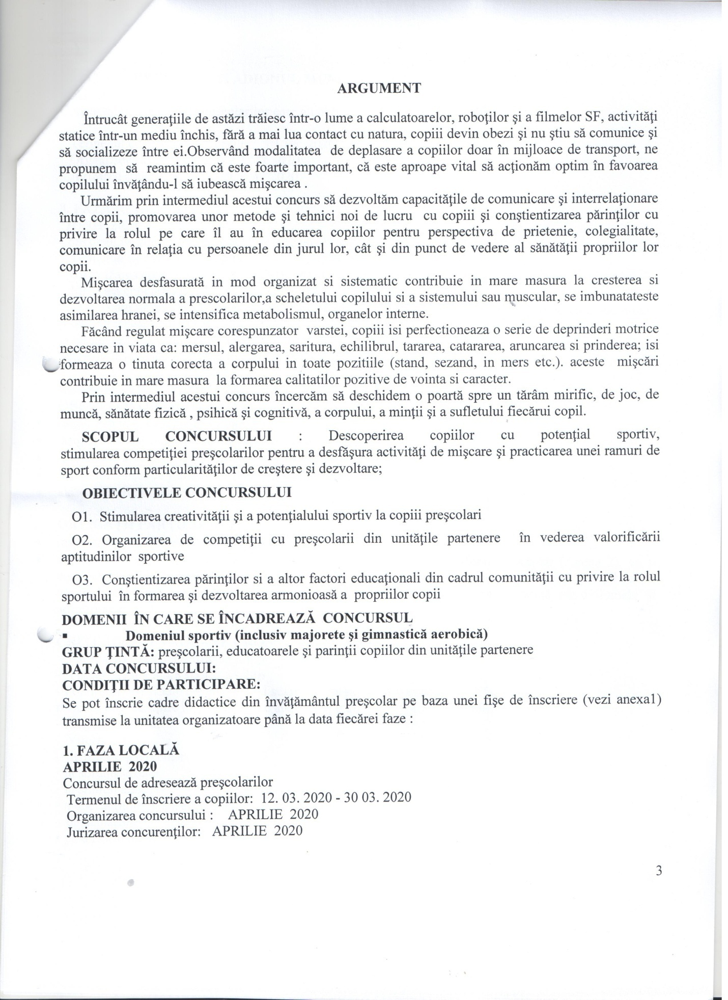 ARGUMENT
Întrucât generaţiile de astăzi trăiesc într-o lume a calculatoarelor, roboţilor şi a filmelor SF, activităţi
statice într-un mediu închis, fără a mai lua contact cu natura, copiii devin obezi şi nu ştiu să comunice şi
să socializeze între ei.Observând modalitatea de deplasare a copiilor doar în mijloace de transport, ne
propunem să reamintim că este foarte important, că este aproape vital să acţionăm optim în favoarea
copilului învăţându-l să iubească mişcarea .
Urmărim prin intermediul acestui concurs să dezvoltăm capacităţile de comunicare şi interrelaţionare
între copii, promovarea unor metode şi tehnici noi de lucru cu copiii şi conştientizarea părinţilor cu
privire la rolul pe care îl au în educarea copiilor pentru perspectiva de prietenie, colegialitate,
comunicare în relaţia cu persoanele din jurul lor, cât şi din punct de vedere al sănătăţii propriilor lor
copii.
Mişcarea desfasurată in mod organizat si sistematic contribuie in mare masura la cresterea si
dezvoltarea normala a prescolarilor,a scheletului copilului si a sistemului sau muscular, se imbunatateste
asimilarea hranei, se intensifica metabolismul, organelor interne.
Făcând regulat mişcare corespunzator varstei, copiii isi perfectioneaza o serie de deprinderi motrice
necesare in viata ca: mersul, alergarea, saritura, echilibrul, tararea, catararea, aruncarea si prinderea; isi
formeaza o tinuta corecta a corpului in toate pozitiile (stand, sezand, in mers etc.). aceste mişcări
contribuie in mare masura la formarea calitatilor pozitive de vointa si caracter.
Prin intermediul acestui concurs încercăm să deschidem o poartă spre un tărâm mirific, de joc, de
muncă, sănătate fizică , psihică şi cognitivă, a corpului, a minţii şi a sufletului fiecărui copil.
SCOPUL CONCURSULUI : Descoperirea copiilor cu potenţial sportiv,
stimularea competiţiei preşcolarilor pentru a desfăşura activităţi de mişcare şi practicarea unei ramuri de
sport conform particularităţilor de creştere şi dezvoltare;
OBIECTIVELE CONCURSULUI
O1. Stimularea creativităţii şi a potenţialului sportiv la copiii preşcolari
O2. Organizarea de competiţii cu preşcolarii din unităţile partenere în vederea valorificării
aptitudinilor sportive
O3. Conştientizarea părinţilor si a altor factori educaţionali din cadrul comunităţii cu privire la rolul
sportului în formarea şi dezvoltarea armonioasă a propriilor copii
DOMENII ÎN CARE SE ÎNCADREAZĂ CONCURSUL
▪ Domeniul sportiv (inclusiv majorete şi gimnastică aerobică)
GRUP ŢINTĂ: preşcolarii, educatoarele şi parinţii copiilor din unităţile partenere
DATA CONCURSULUI:
CONDIŢII DE PARTICIPARE:
Se pot înscrie cadre didactice din învăţământul preşcolar pe baza unei fişe de înscriere (vezi anexa1)
transmise la unitatea organizatoare până la data fiecărei faze :
1. FAZA LOCALĂ
APRILIE 2020
Concursul de adresează preşcolarilor
Termenul de înscriere a copiilor: 12. 03. 2020 - 30 03. 2020
Organizarea concursului : APRILIE 2020
Jurizarea concurenţilor: APRILIE 2020
3